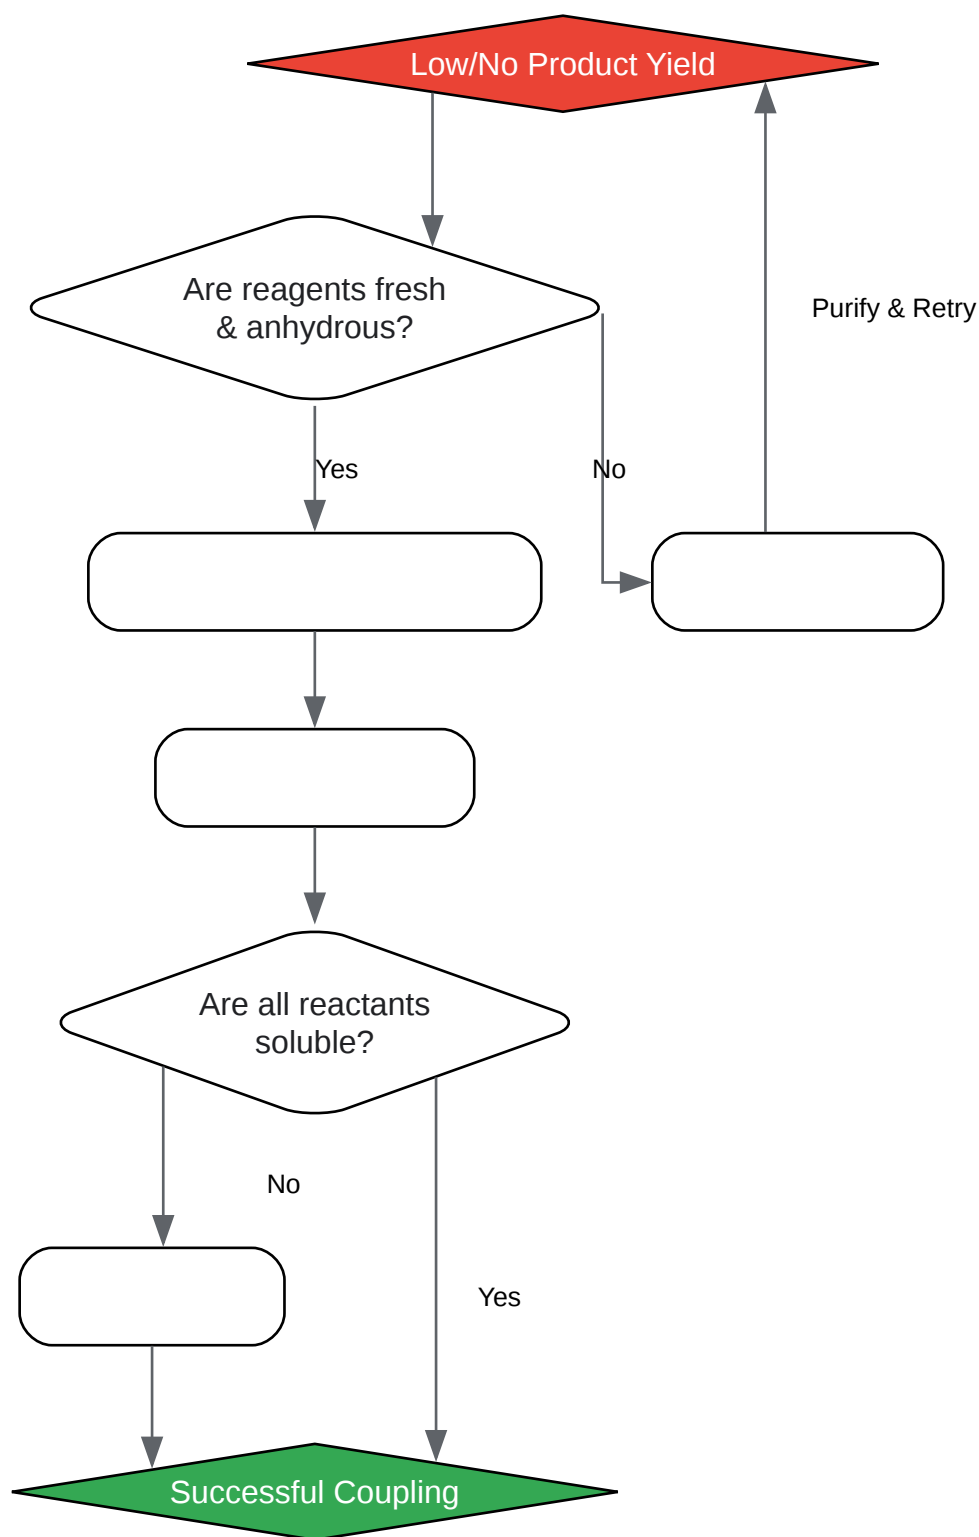 Low/No Product Yield
Are reagents fresh
& anhydrous?
Purify & Retry
Yes
No
Are all reactants
soluble?
No
Yes
Successful Coupling